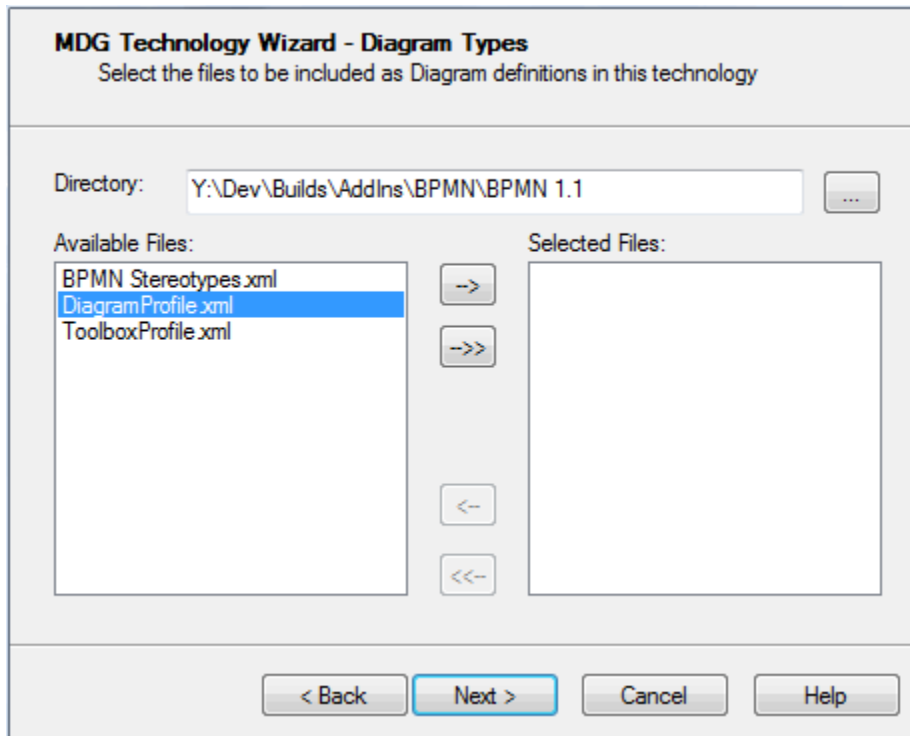 MDG Technology Wizard - Diagram Types
Select the files to be included as Diagram definitions in this technology
Directory:
Y:\Dev\Builds\AddIns\BPMN\BPMN 1.1
...
Available Files:
Selected Files:
BPMN Stereotypes.xml
DiagramProfile.xml
ToolboxProfile.xml
-->
-->>
<--
<<--
< Back
Next >
Cancel
Help